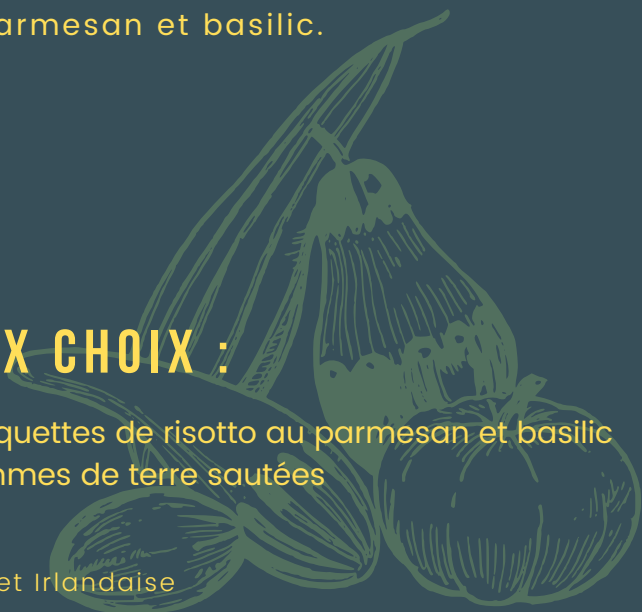 armesan et basilic.
X CHOIX :
quettes de risotto au parmesan et basilic
mmes de terre sautées
et Irlandaise